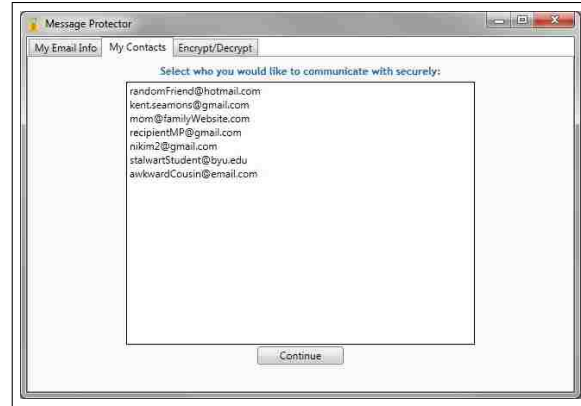 Message Protector
My Email Info My Contacts Encrypt/Decrypt
Select who you would like to communicate with securely:
randomFriend@hotmail.com
kent.seamons@gmail.com
mom@familyWebsite.com
recipientMP@gmail.com
nikim2@gmail.com
stalwartStudent@byu.edu
awkwardCousin@email.com
Continue